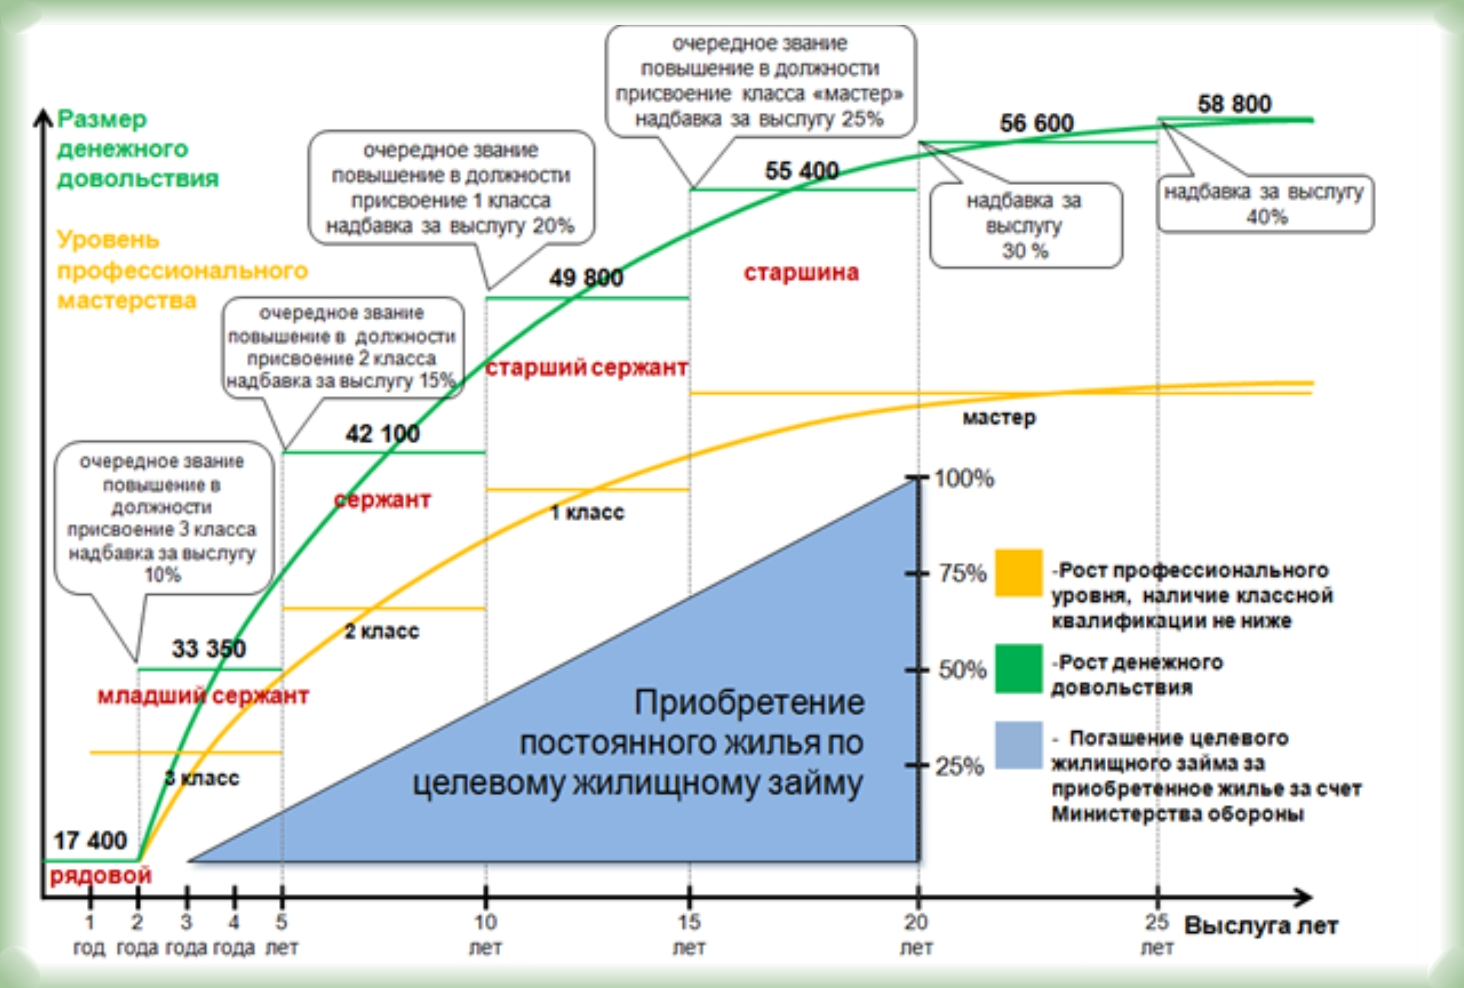 очередное звание
повышение в должности
присвоение класса «мастер»
надбавка за выслугу 25%
Размер
денежного
довольствия
Уровень
профессионального
мастерства
очередное звание
повышение в должности
присвоение 1 класса
надбавка за выслугу 20%
очередное звание
повышение в должности
присвоение 2 класса
надбавка за выслугу 15%
очередное звание
повышение в
должности
присвоение 3 класса
надбавка за выслугу
10%
надбавка за
выслугу
30 %
надбавка за выслугу
40%
58 800
56 600
55 400
49 800
42 100
33 350
17 400
старшина
старший сержант
сержант
младший сержант
рядовой
мастер
1 класс
2 класс
3 класс
100%
75%
50%
25%
Приобретение
постоянного жилья по
целевому жилищному займу
-Рост профессионального
уровня, наличие классной
квалификации не ниже
-Рост денежного
довольствия
- Погашение целевого
жилищного займа за
приобретенное жилье за счет
Министерства обороны
1 2 3 4 5 10 15 20 25
год года года года лет лет лет лет лет
Выслуга лет